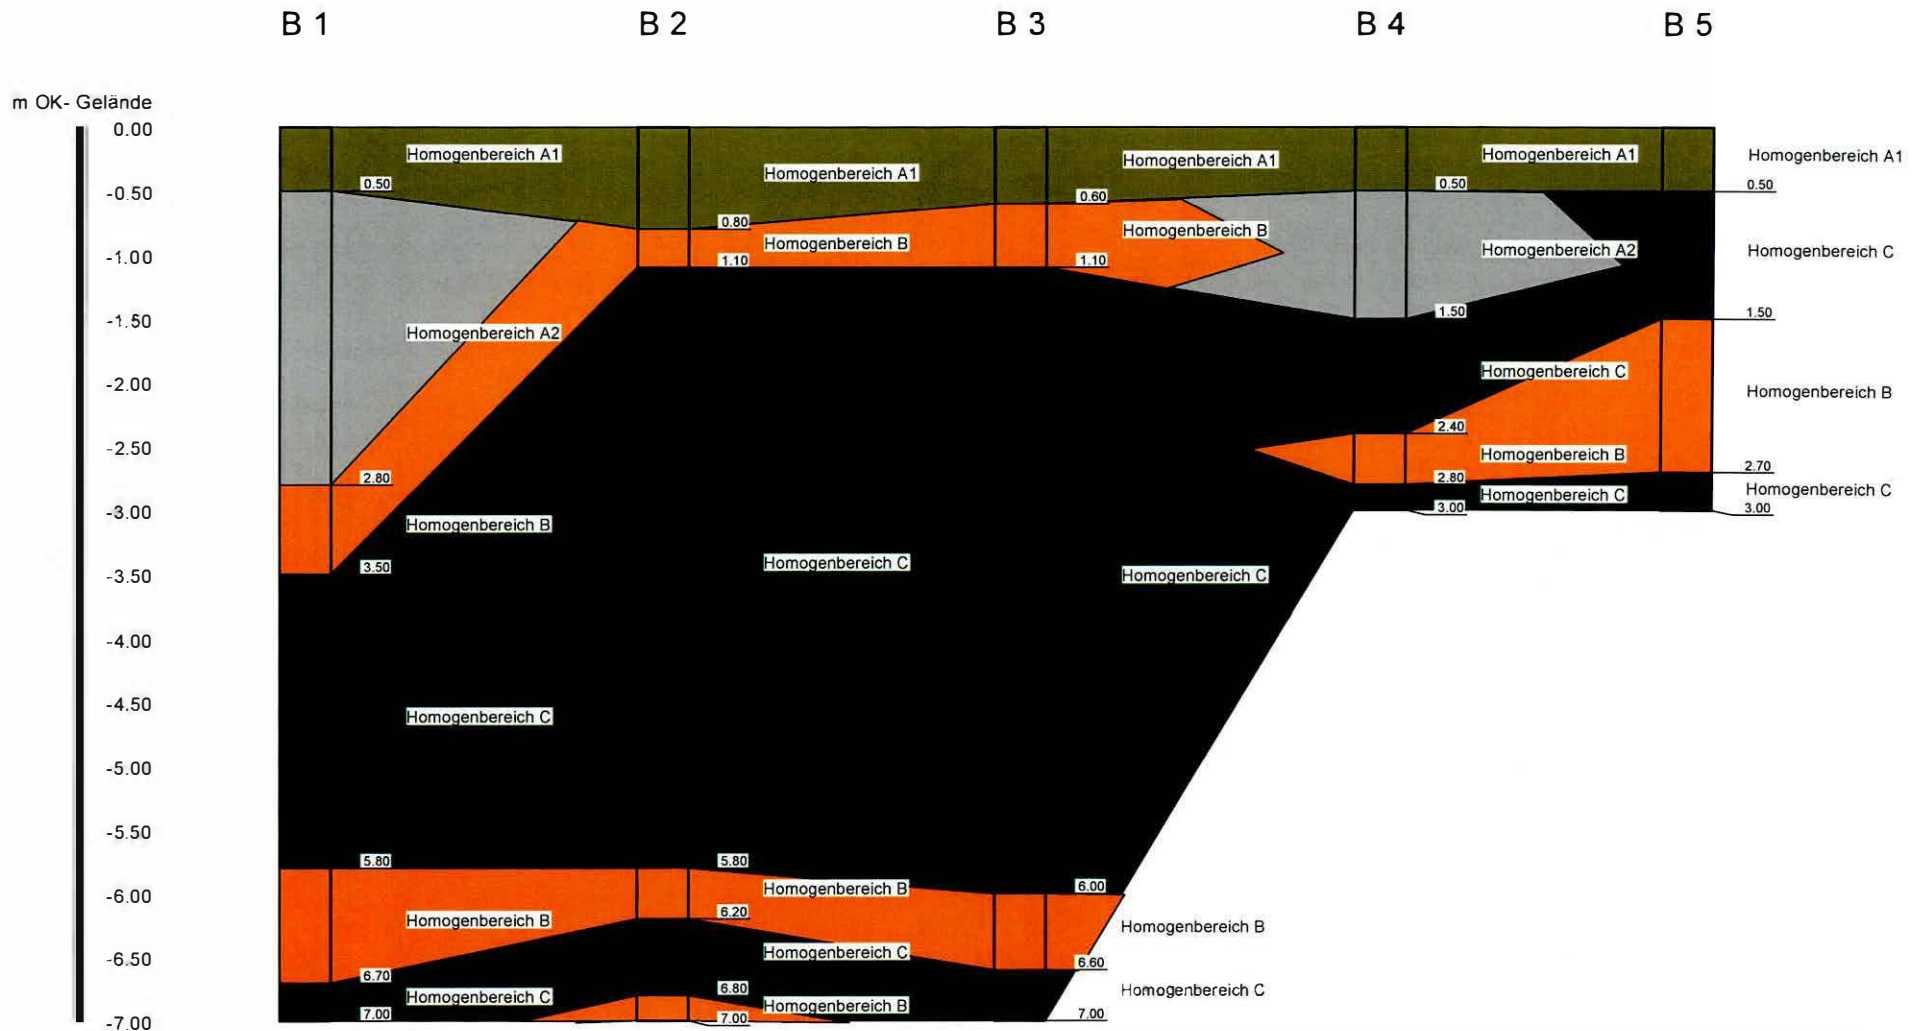 B 1 B 2 B 3 B 4 B 5
m OK- Gelände
0.00
-0.50
-1.00
-1.50
-2.00
-2.50
-3.00
-3.50
-4.00
-4.50
-5.00
-5.50
-6.00
-6.50
-7.00
Homogenbereich A1
0.50
Homogenbereich A2
2.80
Homogenbereich B
3.50
Homogenbereich C
5.80
Homogenbereich B
6.70
Homogenbereich C
7.00
Homogenbereich A1
0.80
Homogenbereich B
1.10
Homogenbereich C
5.80
Homogenbereich B
6.20
Homogenbereich C
6.80
Homogenbereich B
7.00
Homogenbereich A1
0.60
Homogenbereich B
1.10
Homogenbereich C
6.00
Homogenbereich B
6.60
Homogenbereich C
7.00
Homogenbereich A1
0.50
Homogenbereich A2
1.50
Homogenbereich C
2.40
Homogenbereich B
2.80
Homogenbereich C
3.00
Homogenbereich A1
0.50
Homogenbereich C
1.50
Homogenbereich B
2.70
Homogenbereich C
3.00